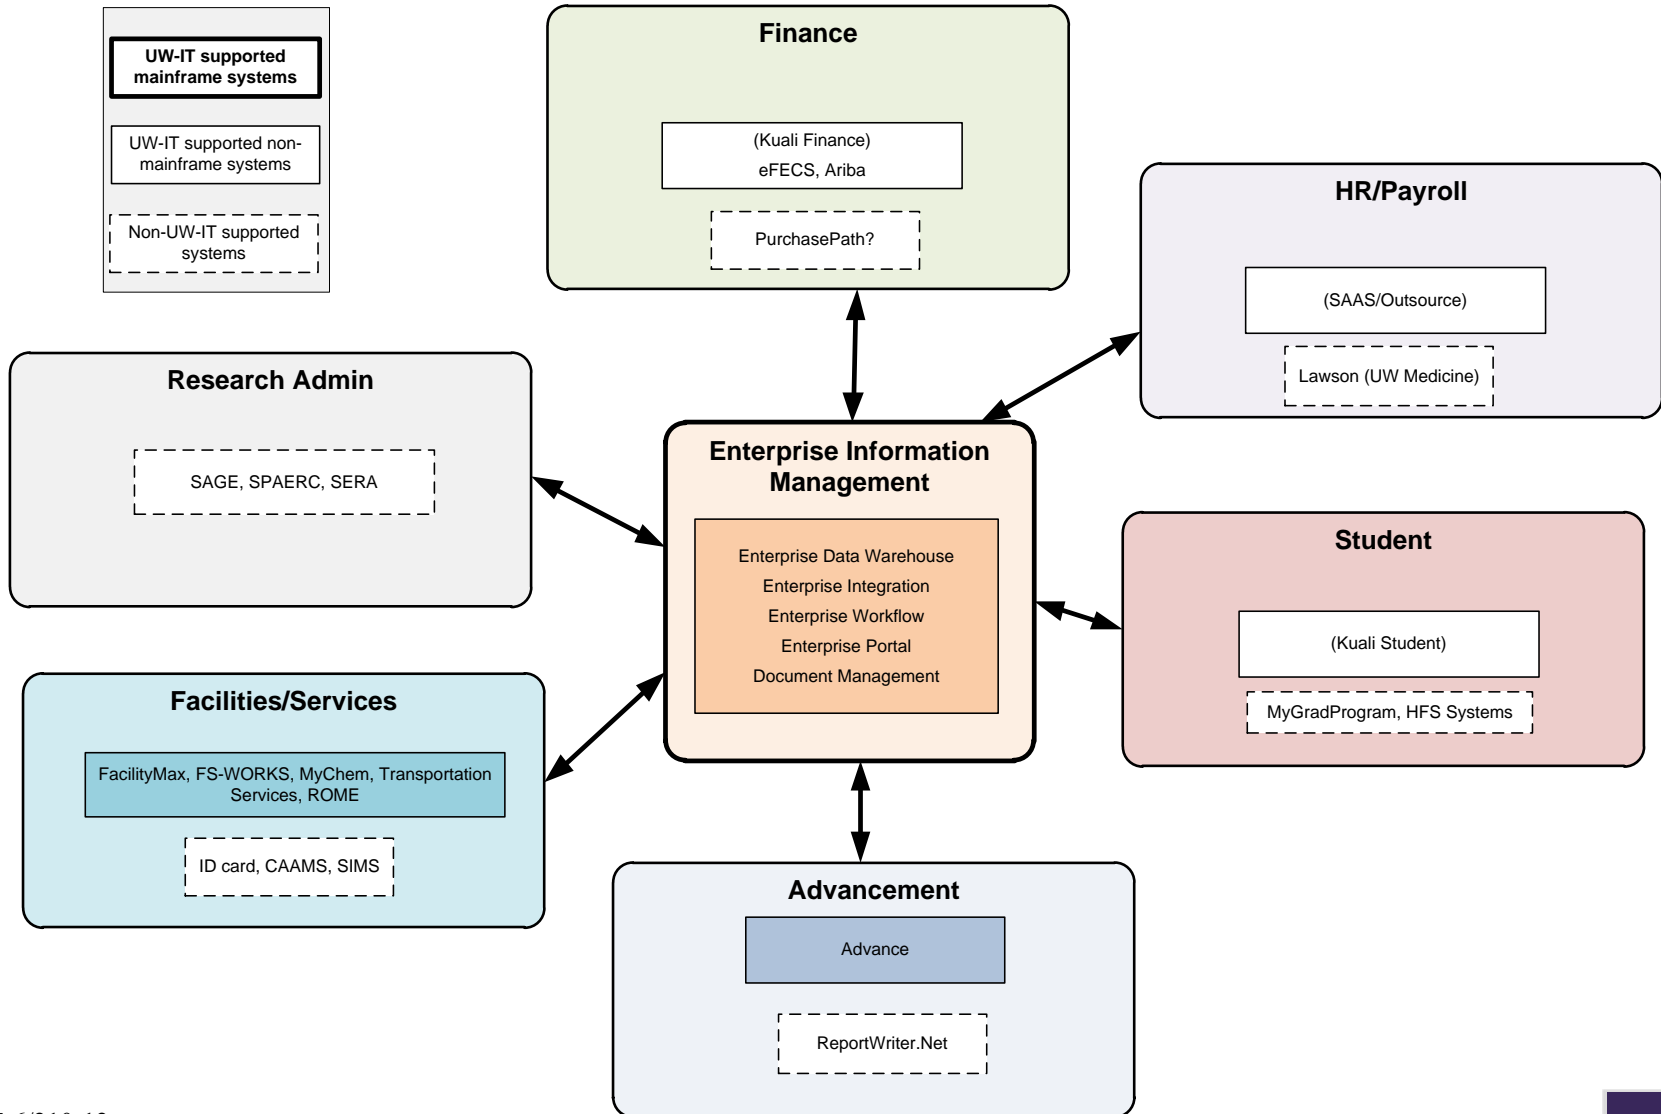 UW-IT supported
mainframe systems
UW-IT supported non-
mainframe systems
Non-UW-IT supported
systems
Finance
(Kuali Finance)
eFECS, Ariba
PurchasePath?
HR/Payroll
(SAAS/Outsource)
Lawson (UW Medicine)
Research Admin
SAGE, SPAERC, SERA
Enterprise Information
Management
Enterprise Data Warehouse
Enterprise Integration
Enterprise Workflow
Enterprise Portal
Document Management
Student
(Kuali Student)
MyGradProgram, HFS Systems
Facilities/Services
FacilityMax, FS-WORKS, MyChem, Transportation
Services, ROME
ID card, CAAMS, SIMS
Advancement
Advance
ReportWriter.Net